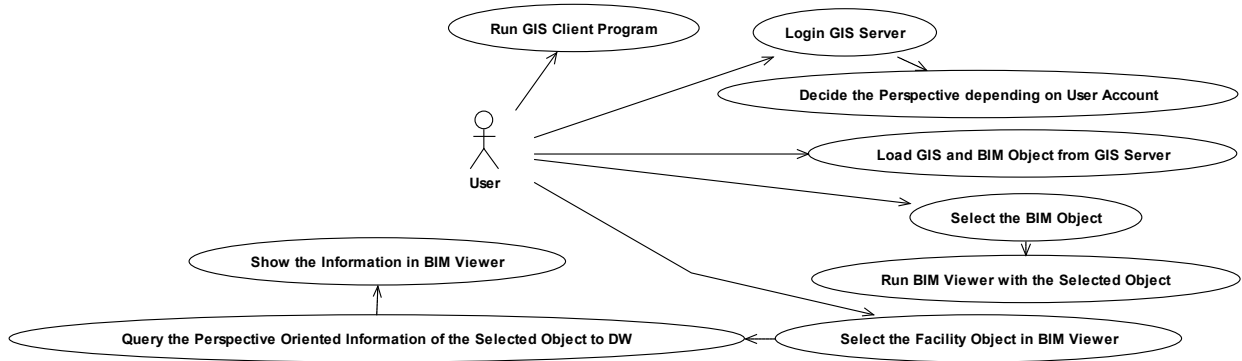 Run GIS Client Program
Login GIS Server
Decide the Perspective depending on User Account
Load GIS and BIM Object from GIS Server
User
Select the BIM Object
Show the Information in BIM Viewer
Run BIM Viewer with the Selected Object
Query the Perspective Oriented Information of the Selected Object to DW
Select the Facility Object in BIM Viewer